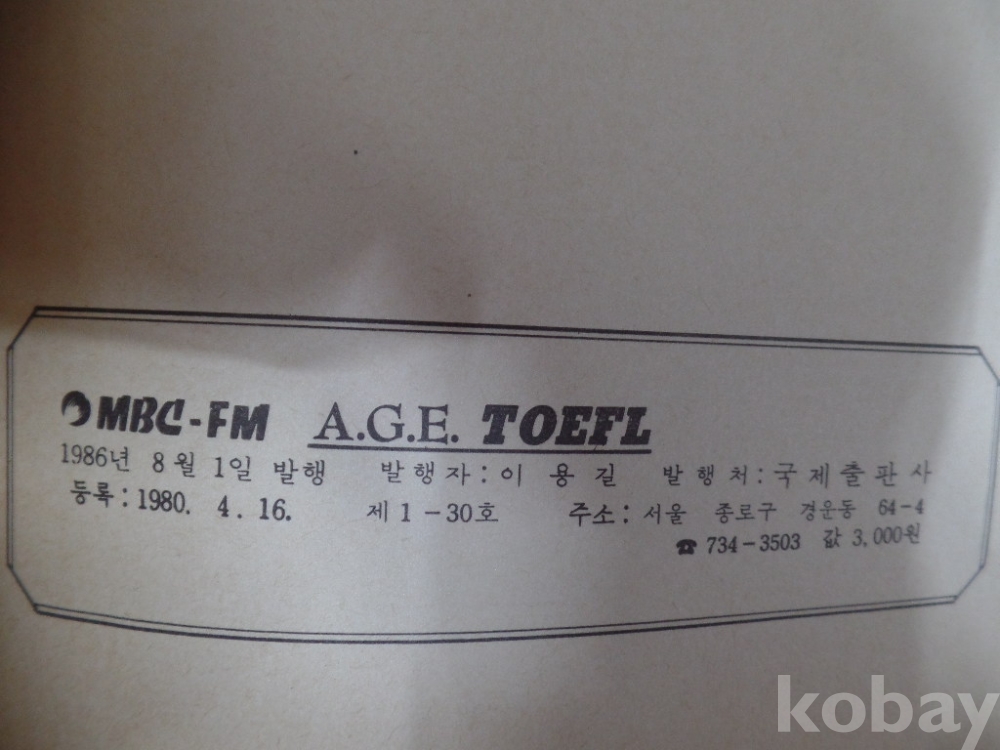 MBC-FM A.G.E. TOEFL
1986년 8월 1일 발행 발행자 : 이용길 발행처 : 국제출판사
등록 : 1980. 4. 16. 제 1-30호 주소 : 서울 종로구 경운동 64-4
☎ 734-3503 값 3,000원
kobay